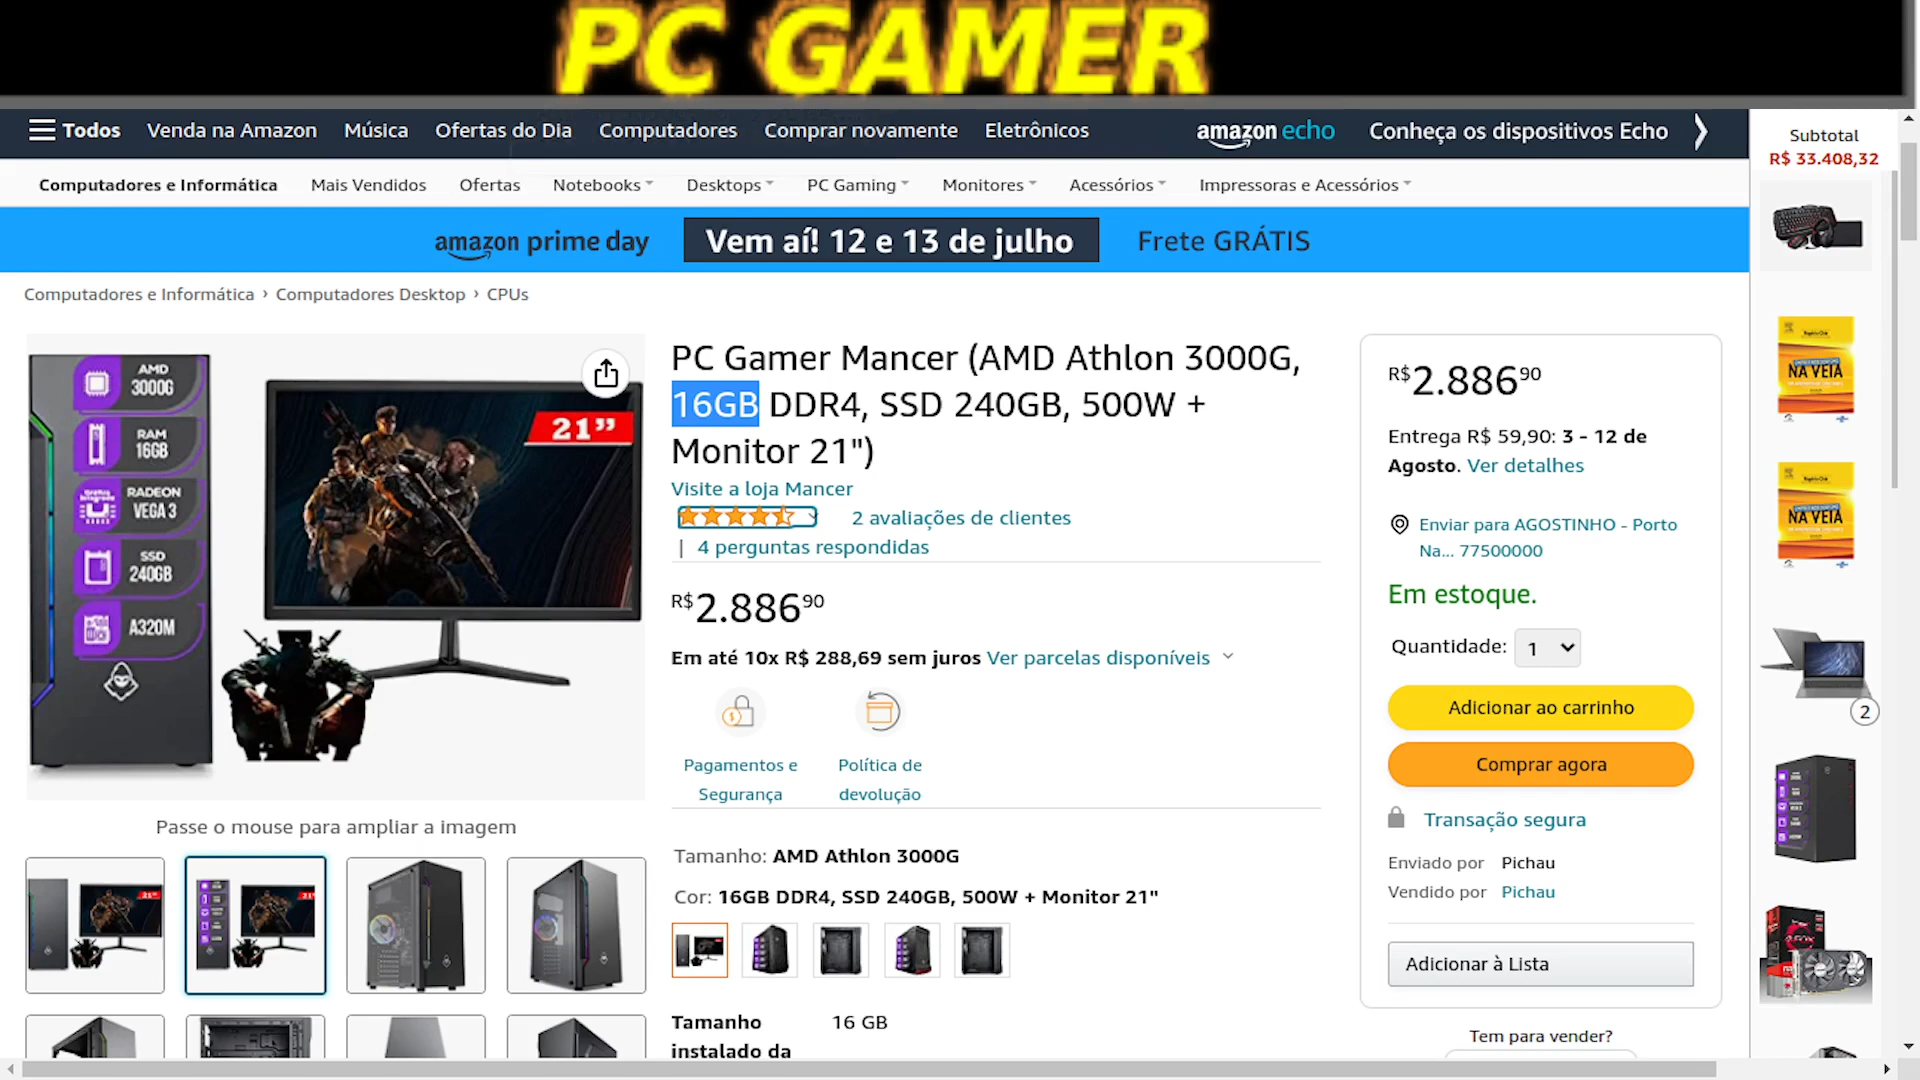 PC GAMER
Todos Venda na Amazon Música Ofertas do Dia Computadores Comprar novamente Eletrônicos amazon echo Conheça os dispositivos Echo
Subtotal
R$ 33.408,32
Computadores e Informática Mais Vendidos Ofertas Notebooks Desktops PC Gaming Monitores Acessórios Impressoras e Acessórios
amazon prime day Vem aí! 12 e 13 de julho Frete GRÁTIS
Computadores e Informática › Computadores Desktop › CPUs
AMD
3000G
RAM
16GB
RADEON
VEGA 3
SSD
240GB
A320M
21”
PC Gamer Mancer (AMD Athlon 3000G,
16GB DDR4, SSD 240GB, 500W +
Monitor 21")
Visite a loja Mancer
2 avaliações de clientes
| 4 perguntas respondidas
R$2.88690
Em até 10x R$ 288,69 sem juros Ver parcelas disponíveis
Pagamentos e
Segurança
Política de
devolução
Passe o mouse para ampliar a imagem
Tamanho: AMD Athlon 3000G
Cor: 16GB DDR4, SSD 240GB, 500W + Monitor 21"
Tamanho 16 GB
instalado da
R$2.88690
Entrega R$ 59,90: 3 - 12 de
Agosto. Ver detalhes
Enviar para AGOSTINHO - Porto
Na... 77500000
Em estoque.
Quantidade: 1
Adicionar ao carrinho
Comprar agora
Transação segura
Enviado por Pichau
Vendido por Pichau
Adicionar à Lista
Tem para vender?
NA VEIA
NA VEIA
2